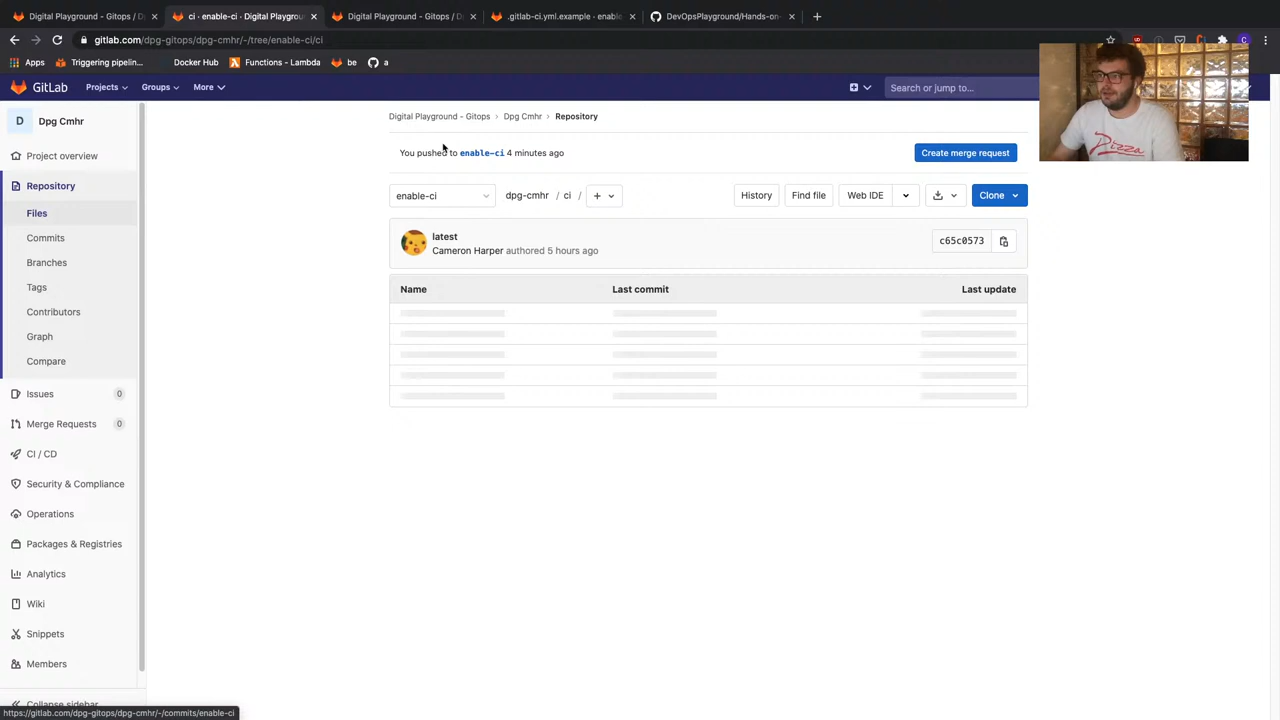 Digital Playground - Gitops / D
ci · enable-ci · Digital Playgroun
Digital Playground - Gitops / D
.gitlab-ci.yml.example · enable
DevOpsPlayground/Hands-on-
gitlab.com/dpg-gitops/dpg-cmhr/-/tree/enable-ci/ci
Apps
Triggering pipelin...
Docker Hub
Functions - Lambda
be
a
GitLab
Projects
Groups
More
Search or jump to...
D
Dpg Cmhr
Project overview
Repository
Files
Commits
Branches
Tags
Contributors
Graph
Compare
Issues
0
Merge Requests
0
CI / CD
Security & Compliance
Operations
Packages & Registries
Analytics
Wiki
Snippets
Members
Collapse sidebar
Digital Playground - Gitops › Dpg Cmhr › Repository
You pushed to enable-ci 4 minutes ago
Create merge request
enable-ci
dpg-cmhr / ci /
History
Find file
Web IDE
Clone
latest
Cameron Harper authored 5 hours ago
c65c0573
Name
Last commit
Last update
Pizza
https://gitlab.com/dpg-gitops/dpg-cmhr/-/commits/enable-ci